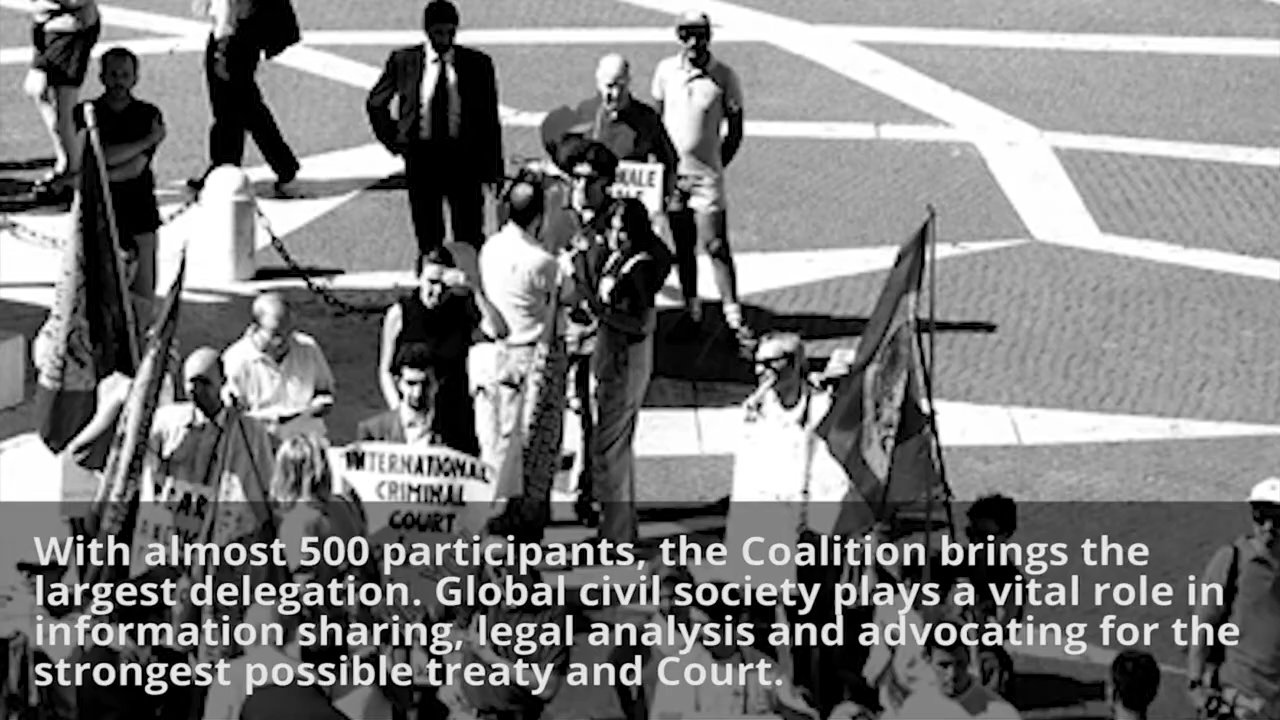 INTERNATIONAL
CRIMINAL
COURT
With almost 500 participants, the Coalition brings the
largest delegation. Global civil society plays a vital role in
information sharing, legal analysis and advocating for the
strongest possible treaty and Court.